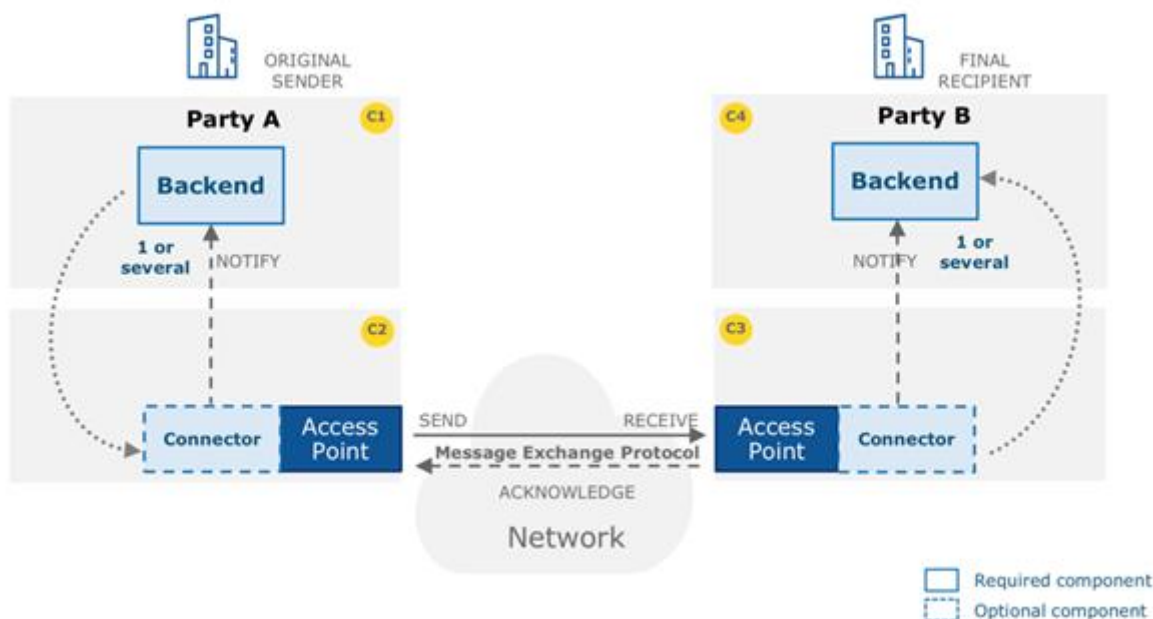 ORIGINAL
SENDER
FINAL
RECIPIENT
Party A
C1
C4
Party B
Backend
Backend
1 or
several
NOTIFY
NOTIFY
1 or
several
C2
C3
Connector
Access
Point
SEND
RECEIVE
Message Exchange Protocol
ACKNOWLEDGE
Network
Access
Point
Connector
Required component
Optional component